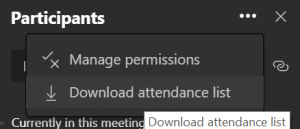 Participants
Manage permissions
Download attendance list
Currently in this meeting
Download attendance list